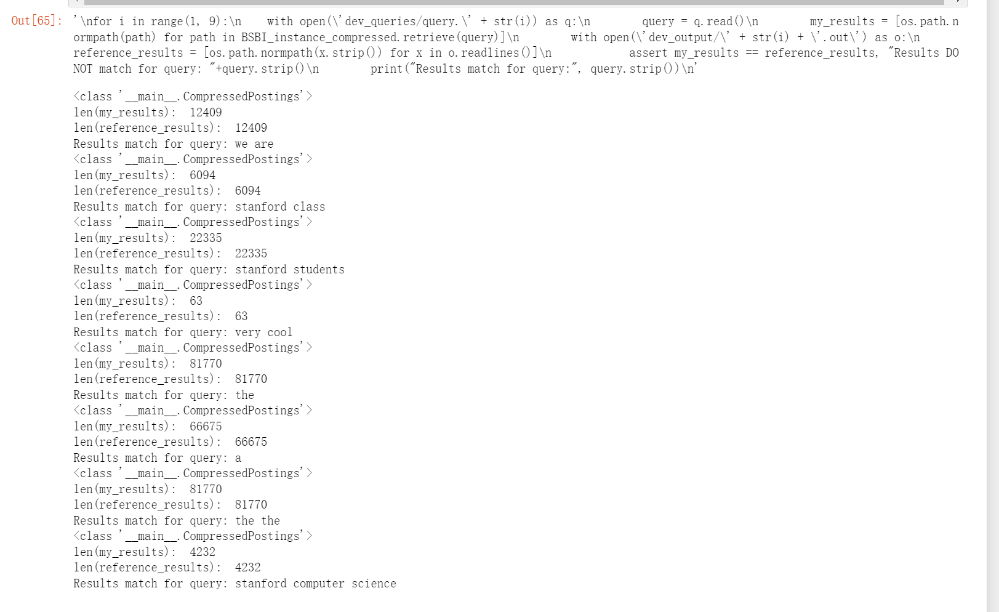 Out[65]: '\nfor i in range(1, 9):\n    with open(\'dev_queries/query.\' + str(i)) as q:\n        query = q.read()\n        my_results = [os.path.n
ormpath(path) for path in BSBI_instance_compressed.retrieve(query)]\n        with open(\'dev_output/\' + str(i) + \'.out\') as o:\n
reference_results = [os.path.normpath(x.strip()) for x in o.readlines()]\n            assert my_results == reference_results, "Results DO
NOT match for query: "+query.strip()\n        print("Results match for query:", query.strip())\n'
<class '__main__.CompressedPostings'>
len(my_results):  12409
len(reference_results):  12409
Results match for query: we are
<class '__main__.CompressedPostings'>
len(my_results):  6094
len(reference_results):  6094
Results match for query: stanford class
<class '__main__.CompressedPostings'>
len(my_results):  22335
len(reference_results):  22335
Results match for query: stanford students
<class '__main__.CompressedPostings'>
len(my_results):  63
len(reference_results):  63
Results match for query: very cool
<class '__main__.CompressedPostings'>
len(my_results):  81770
len(reference_results):  81770
Results match for query: the
<class '__main__.CompressedPostings'>
len(my_results):  66675
len(reference_results):  66675
Results match for query: a
<class '__main__.CompressedPostings'>
len(my_results):  81770
len(reference_results):  81770
Results match for query: the the
<class '__main__.CompressedPostings'>
len(my_results):  4232
len(reference_results):  4232
Results match for query: stanford computer science